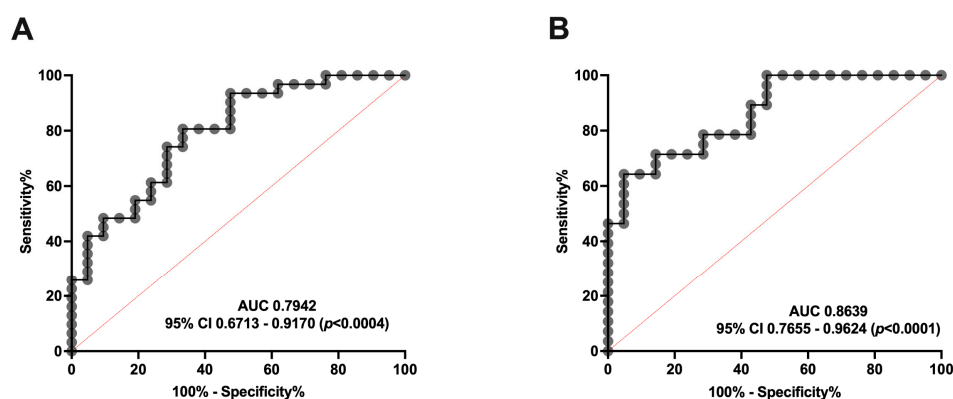 A
100
80
60
40
20
0
Sensitivity%
AUC 0.7942
95% CI 0.6713 - 0.9170 (p<0.0004)
0 20 40 60 80 100
100% - Specificity%
B
100
80
60
40
20
0
Sensitivity%
AUC 0.8639
95% CI 0.7655 - 0.9624 (p<0.0001)
0 20 40 60 80 100
100% - Specificity%